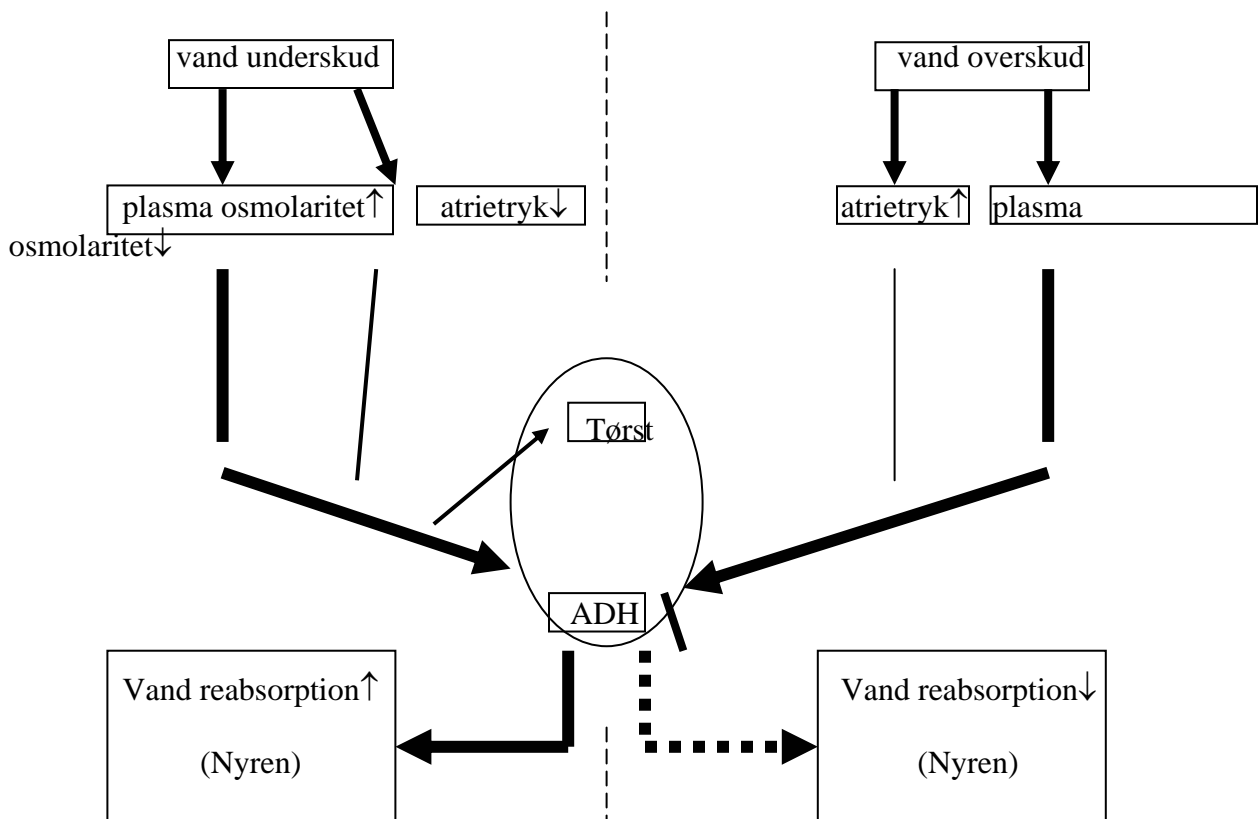 vand underskud
vand overskud
plasma osmolaritet↑
atrietryk↓
atrietryk↑
plasma
osmolaritet↓
Tørst
ADH
Vand reabsorption↑
(Nyren)
Vand reabsorption↓
(Nyren)